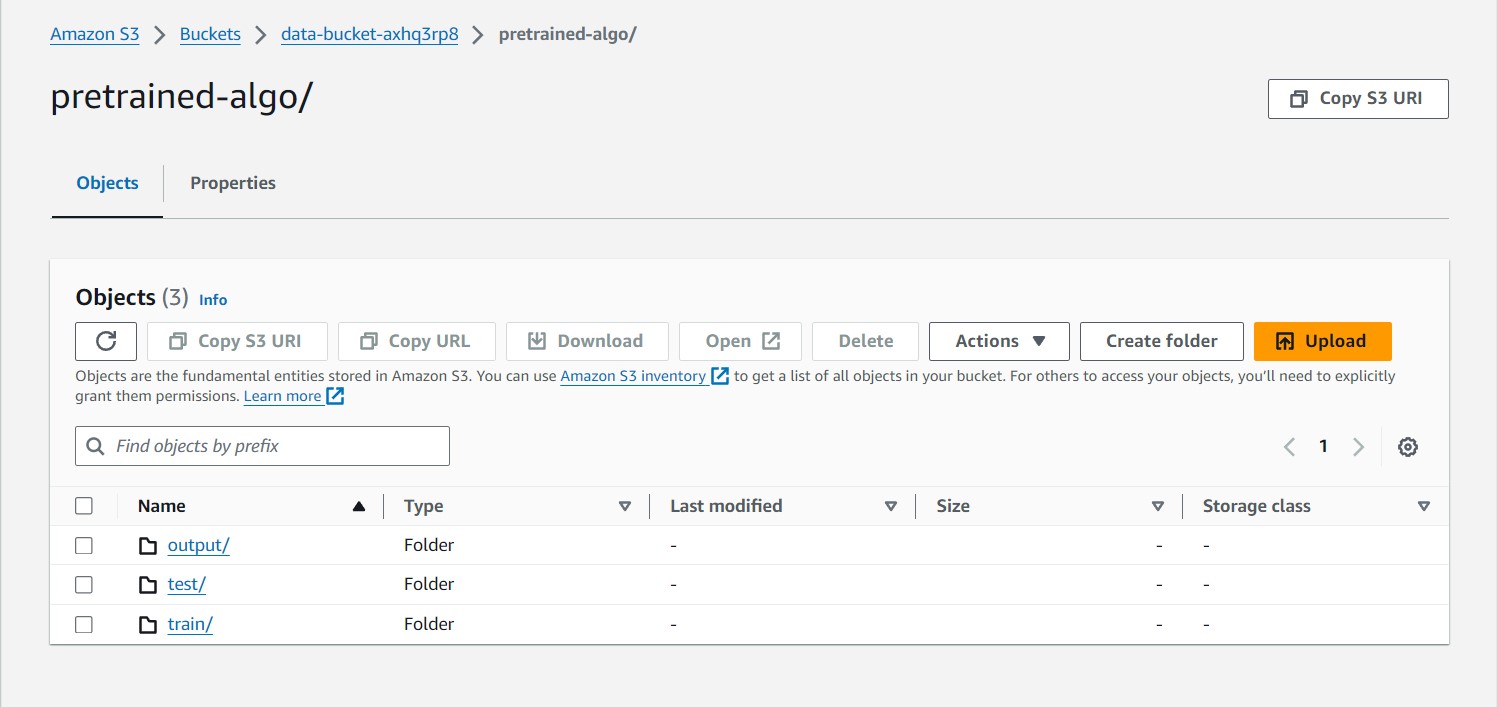 Amazon S3 > Buckets > data-bucket-axhq3rp8 > pretrained-algo/
pretrained-algo/
Copy S3 URI
Objects Properties
Objects (3) Info
Copy S3 URI Copy URL Download Open Delete Actions Create folder Upload
Objects are the fundamental entities stored in Amazon S3. You can use Amazon S3 inventory to get a list of all objects in your bucket. For others to access your objects, you'll need to explicitly
grant them permissions. Learn more
Find objects by prefix
1
Name Type Last modified Size Storage class
output/ Folder - - -
test/ Folder - - -
train/ Folder - - -